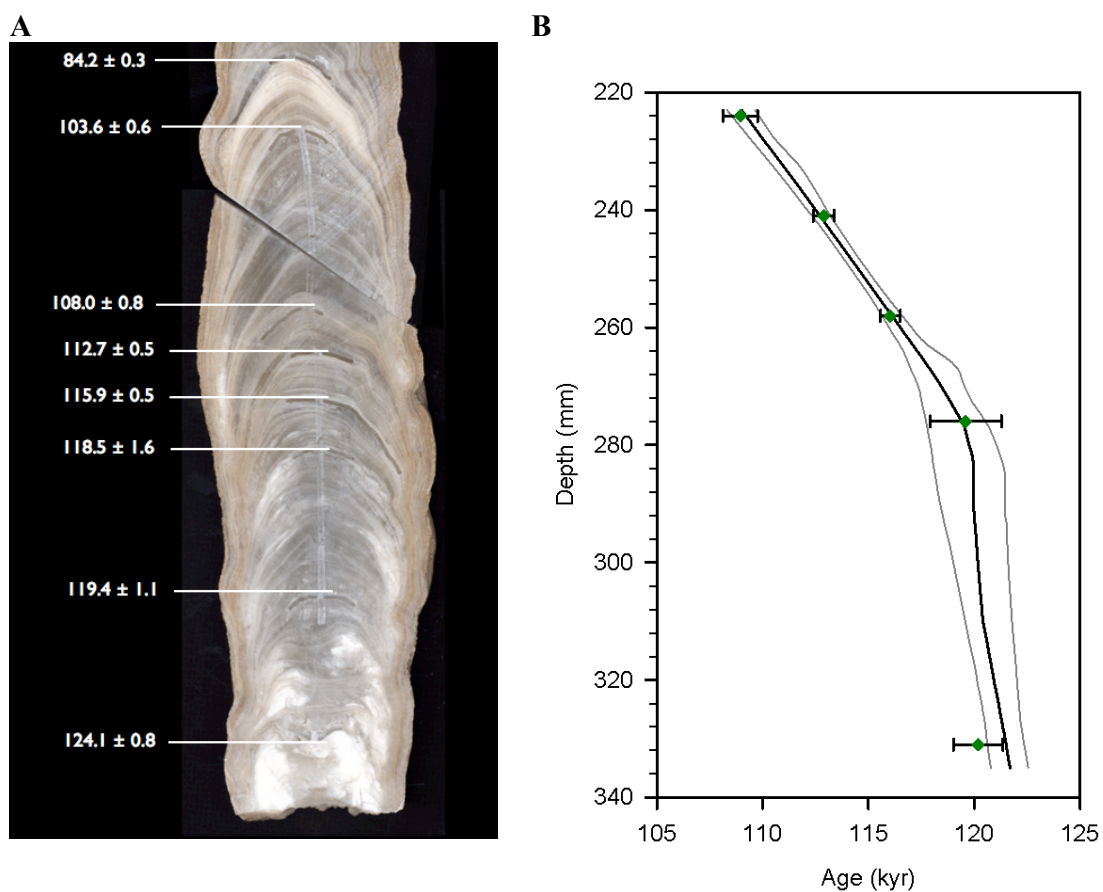 A
84.2 ± 0.3
103.6 ± 0.6
108.0 ± 0.8
112.7 ± 0.5
115.9 ± 0.5
118.5 ± 1.6
119.4 ± 1.1
124.1 ± 0.8
B
220
240
260
280
300
320
340
Depth (mm)
105 110 115 120 125
Age (kyr)